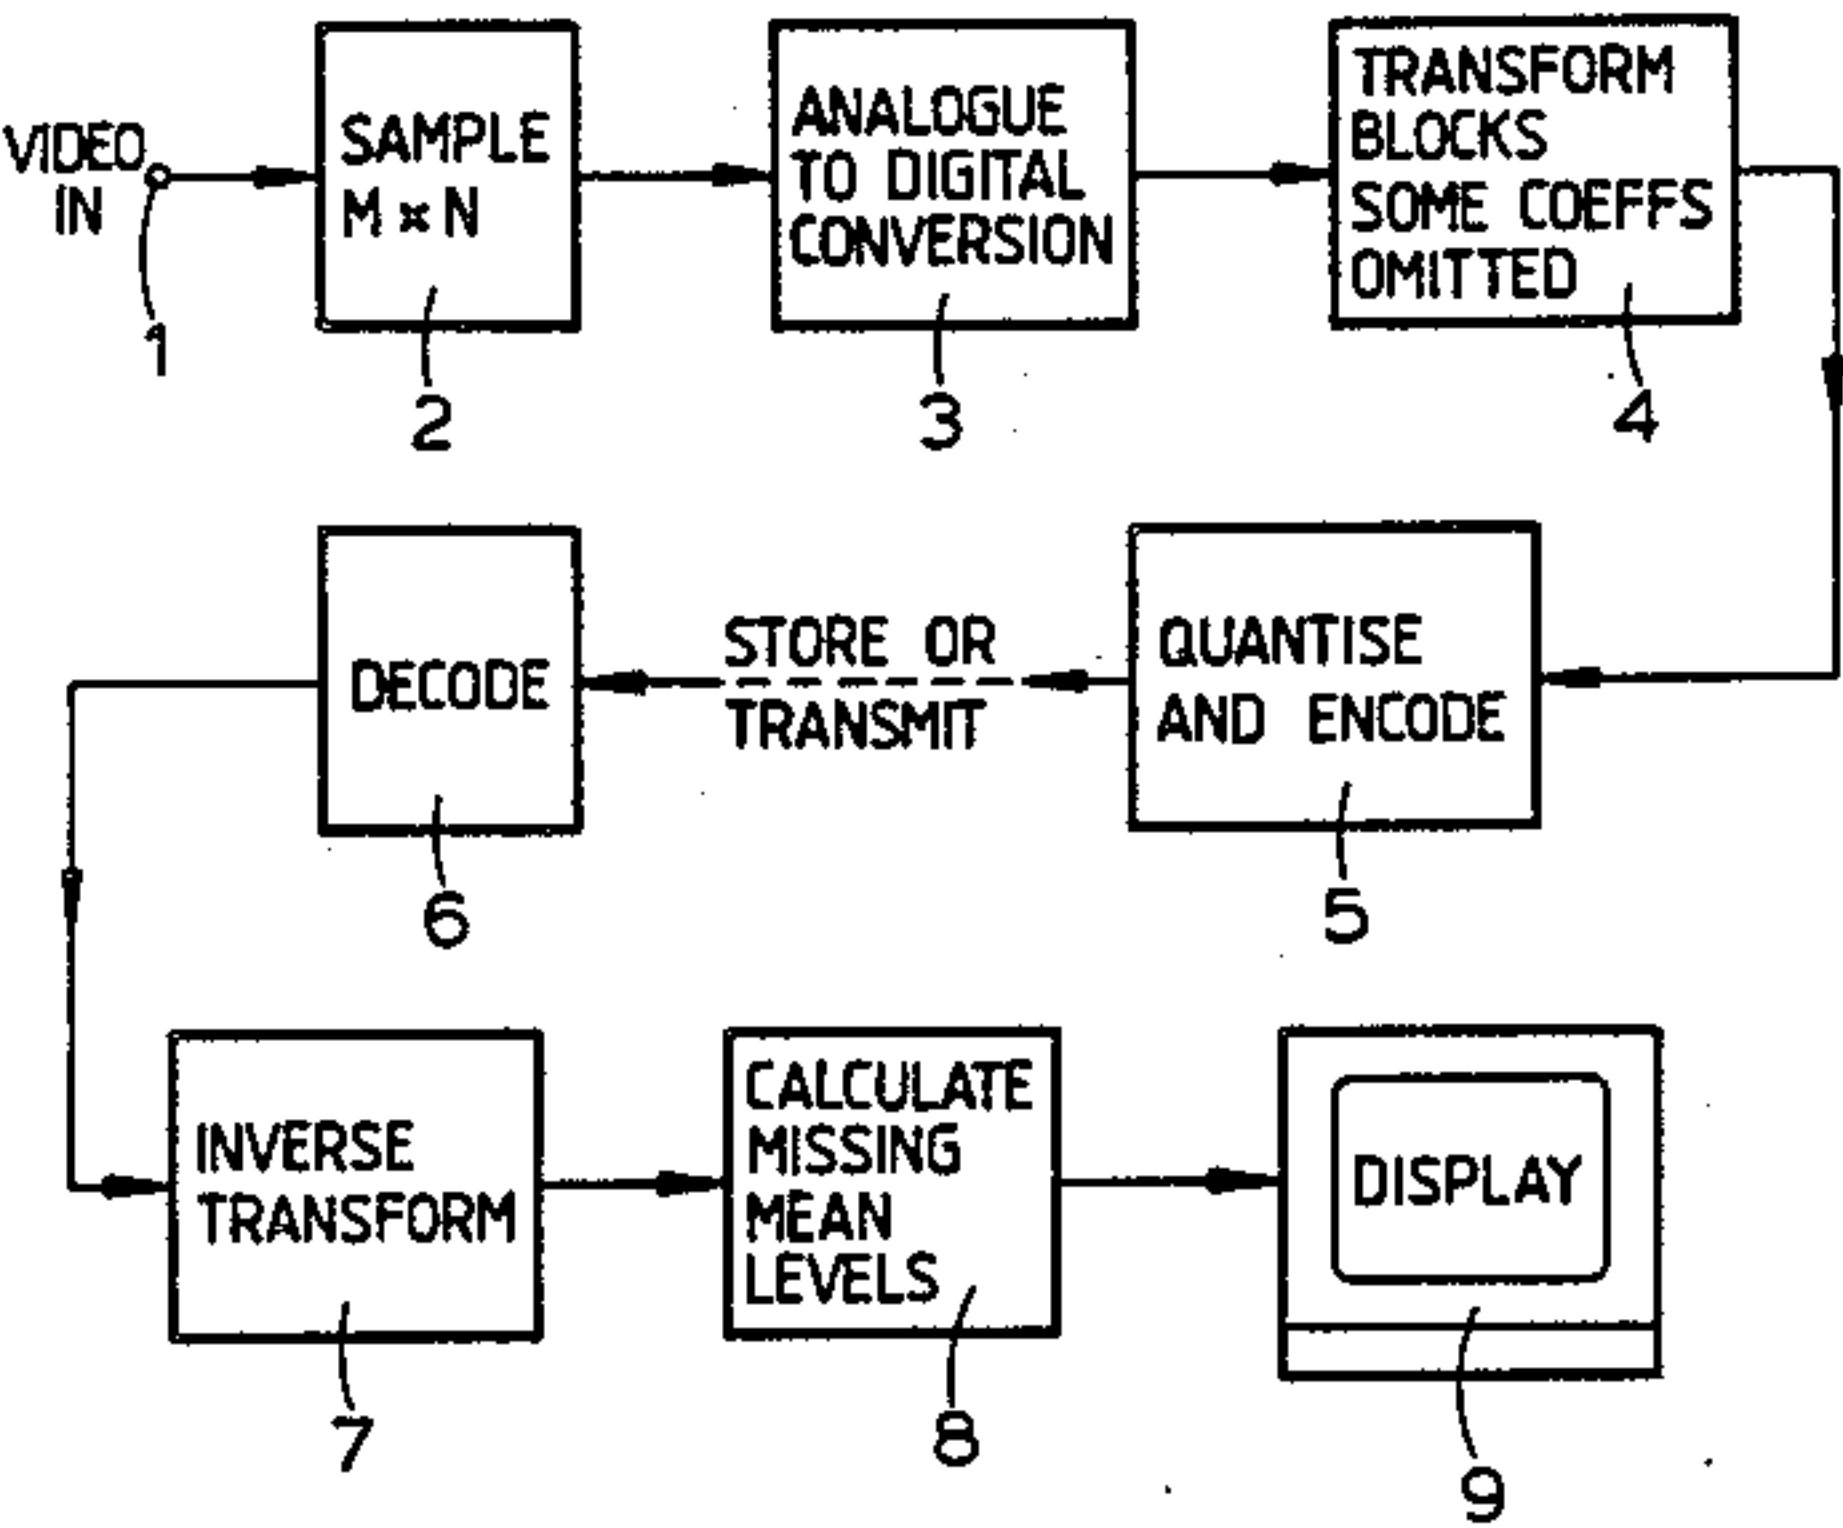 VIDEO
IN
1
SAMPLE
M × N
2
ANALOGUE
TO DIGITAL
CONVERSION
3
TRANSFORM
BLOCKS
SOME COEFFS
OMITTED
4
QUANTISE
AND ENCODE
5
STORE OR
TRANSMIT
DECODE
6
INVERSE
TRANSFORM
7
CALCULATE
MISSING
MEAN
LEVELS
8
DISPLAY
9